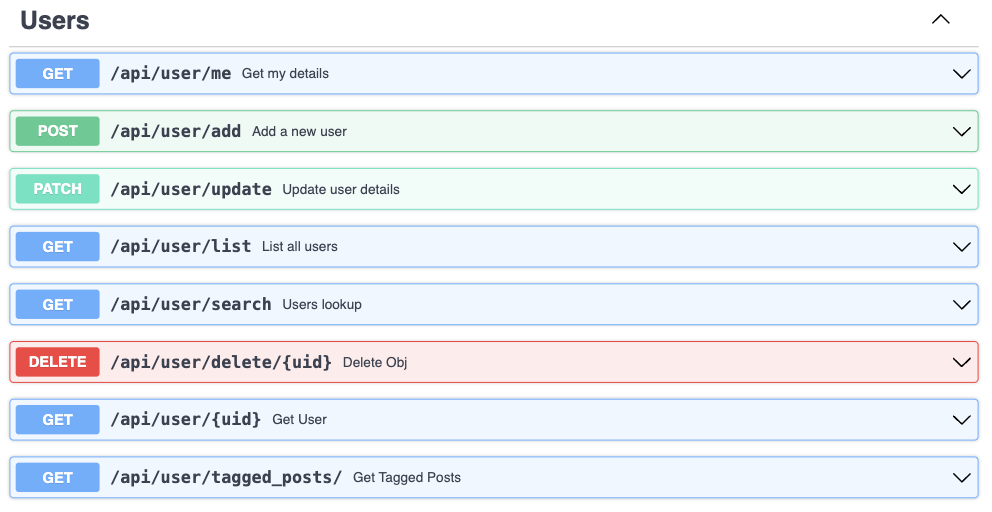 Users
GET /api/user/me Get my details
POST /api/user/add Add a new user
PATCH /api/user/update Update user details
GET /api/user/list List all users
GET /api/user/search Users lookup
DELETE /api/user/delete/{uid} Delete Obj
GET /api/user/{uid} Get User
GET /api/user/tagged_posts/ Get Tagged Posts